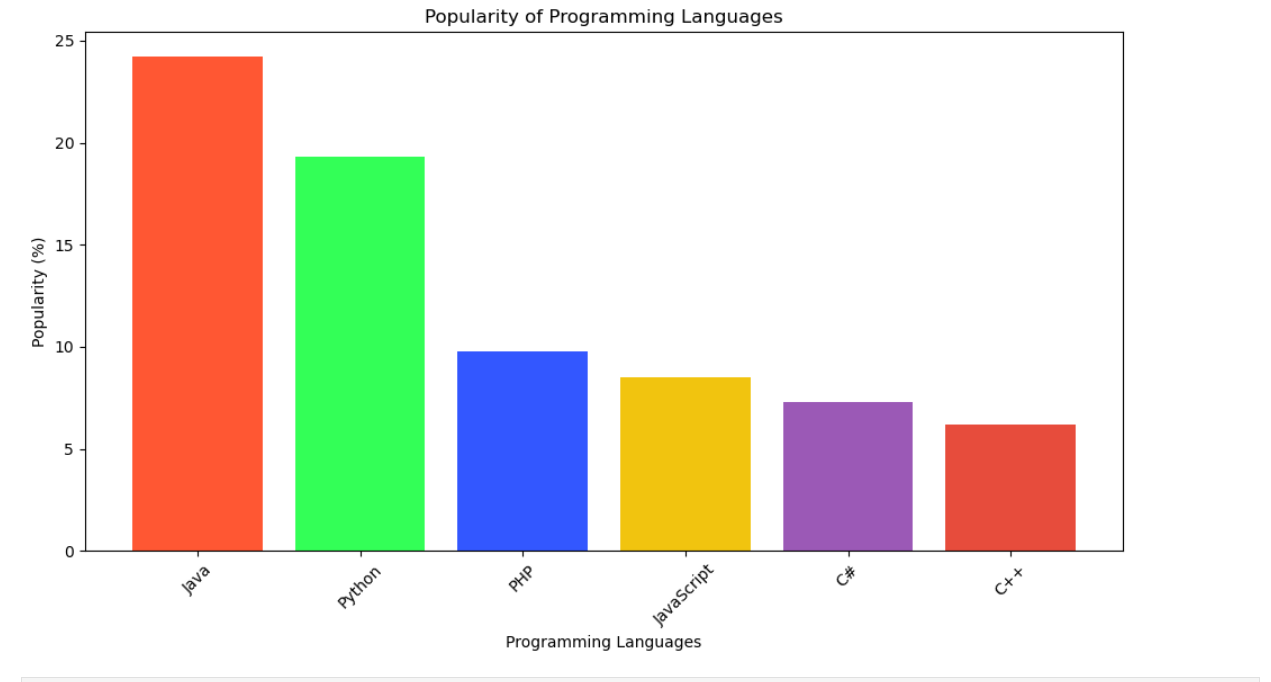 Popularity of Programming Languages
25
20
15
10
5
0
Popularity (%)
Java
Python
PHP
JavaScript
C#
C++
Programming Languages